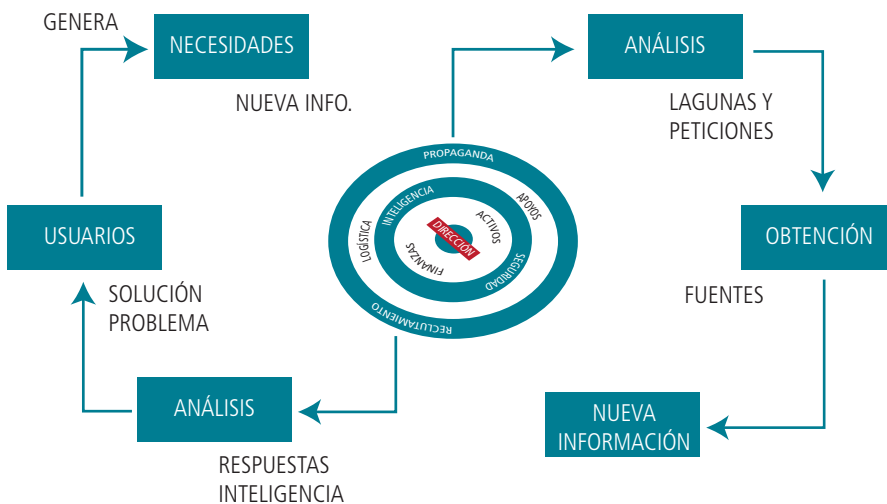 GENERA
NECESIDADES
NUEVA INFO.
ANÁLISIS
LAGUNAS Y
PETICIONES
PROPAGANDA
APOYOS
INTELIGENCIA
LOGÍSTICA
ACTIVOS
DIRECCIÓN
FINANZAS
SEGURIDAD
RECLUTAMIENTO
USUARIOS
OBTENCIÓN
SOLUCIÓN
PROBLEMA
FUENTES
ANÁLISIS
NUEVA
INFORMACIÓN
RESPUESTAS
INTELIGENCIA